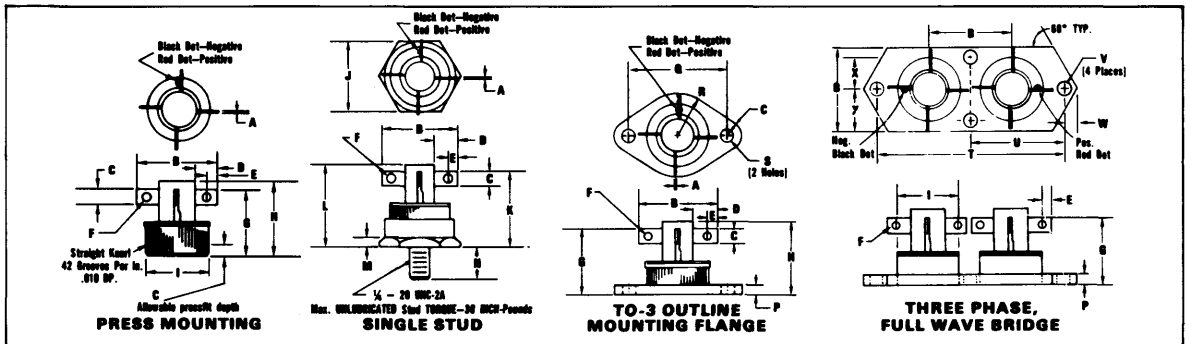 Black Dot—Negative
Red Dot—Positive
A
C
B
D
E
F
G
H
Straight Knurl
42 Grooves Per In.
.010 DP.
I
C
Allowable pressfit depth
PRESS MOUNTING
Black Dot—Negative
Red Dot—Positive
J
A
B
F
D
E
C
L
K
M
N
¼ – 20 UNC-2A
Max. UNLUBRICATED Stud TORQUE—30 INCH-Pounds
SINGLE STUD
Black Dot—Negative
Red Dot—Positive
Q
R
C
S
(2 Holes)
A
B
F
D
E
C
G
H
P
TO-3 OUTLINE
MOUNTING FLANGE
B
60° TYP.
V
(4 Places)
X
Y
W
Neg.
Black Dot
Pos.
Red Dot
U
T
I
E
F
G
P
THREE PHASE,
FULL WAVE BRIDGE